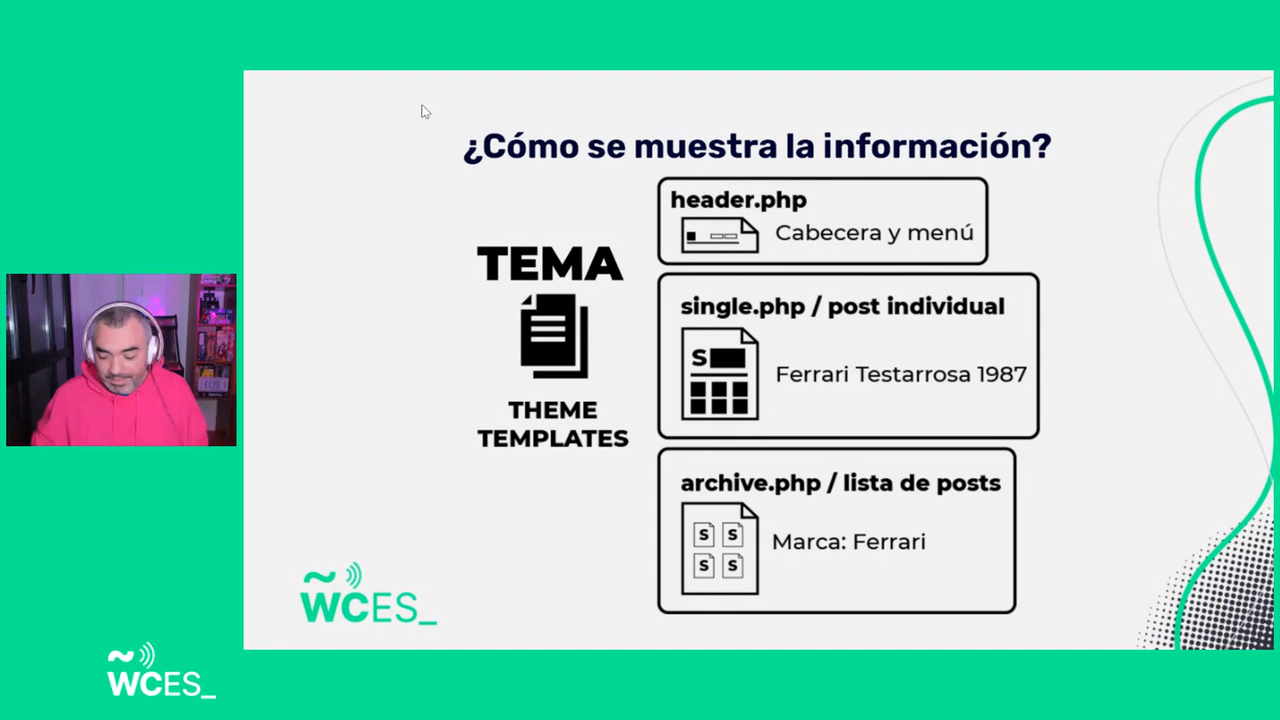 ¿Cómo se muestra la información?
TEMA
THEME
TEMPLATES
header.php
Cabecera y menú
single.php / post individual
S
Ferrari Testarrosa 1987
archive.php / lista de posts
S S
S S
Marca: Ferrari
~ WCES_
~ WCES_